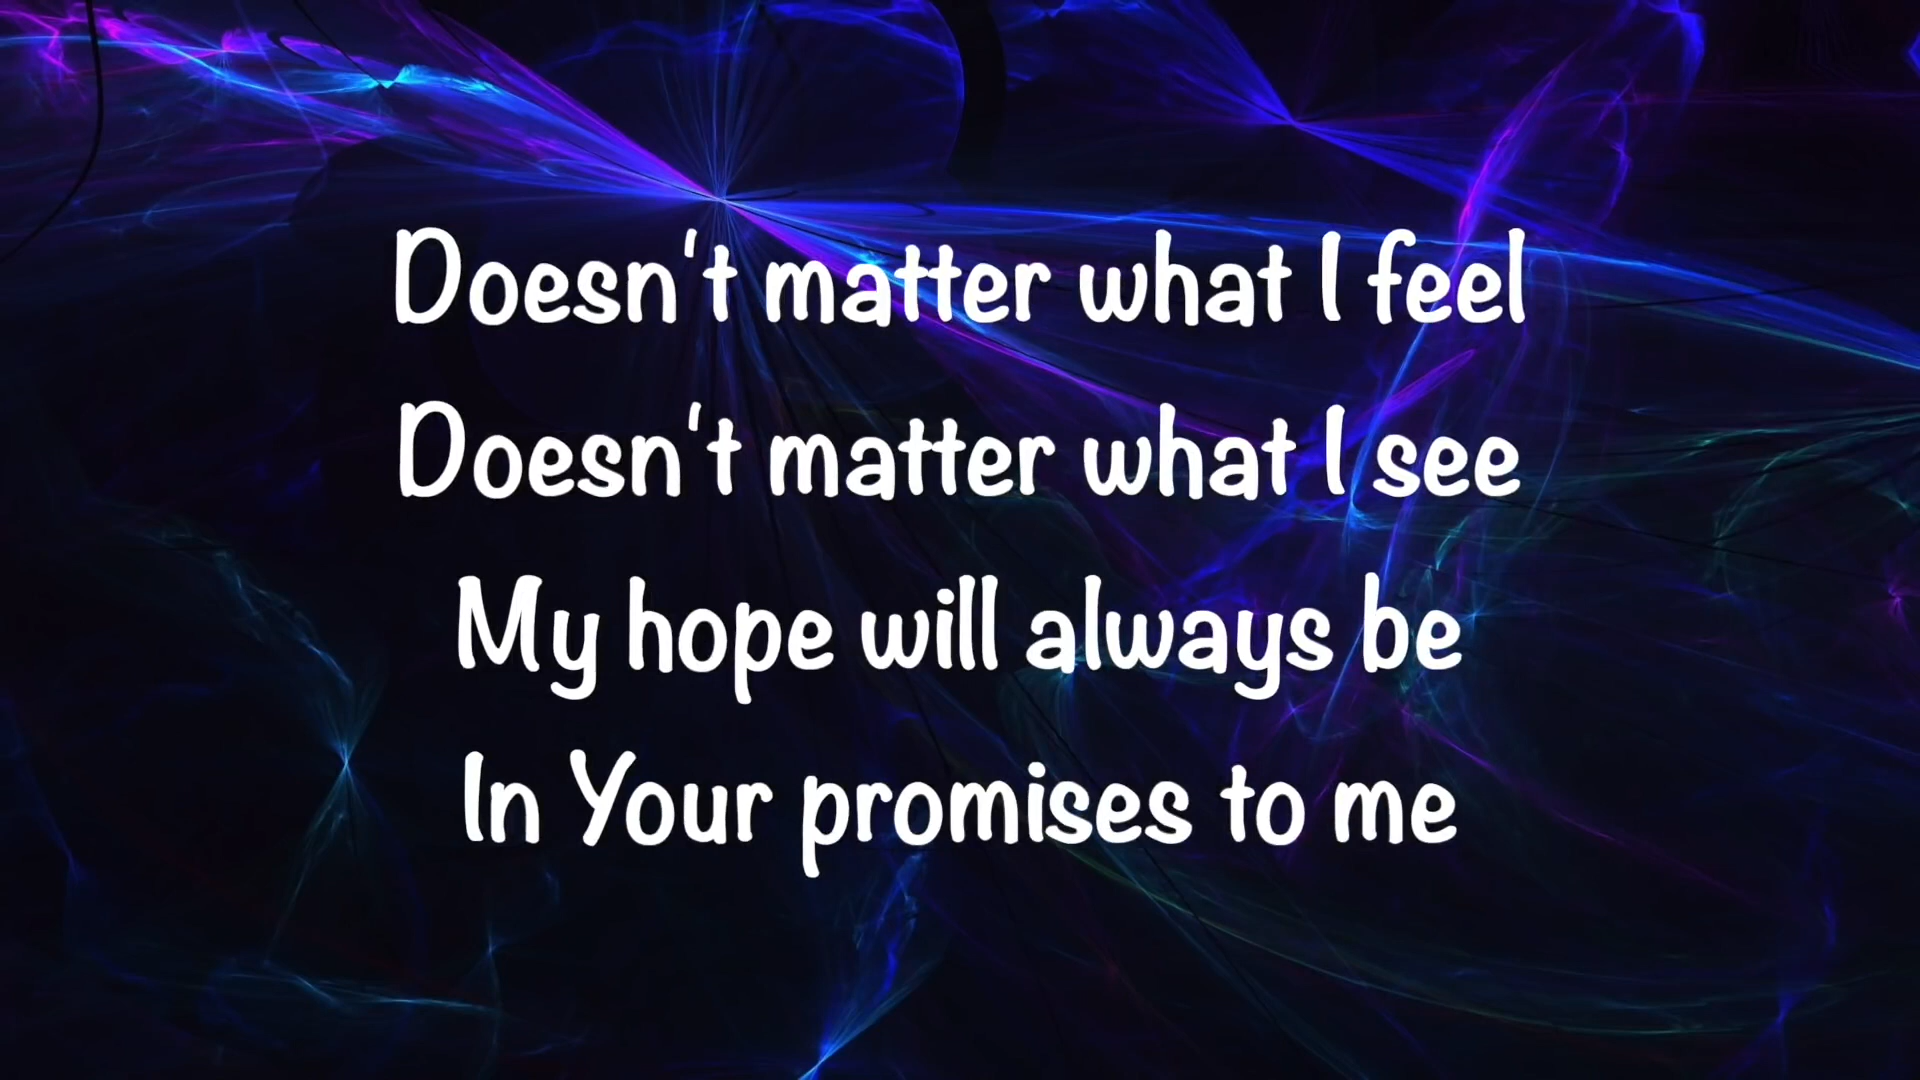 Doesn't matter what I feel
Doesn't matter what I see
My hope will always be
In Your promises to me